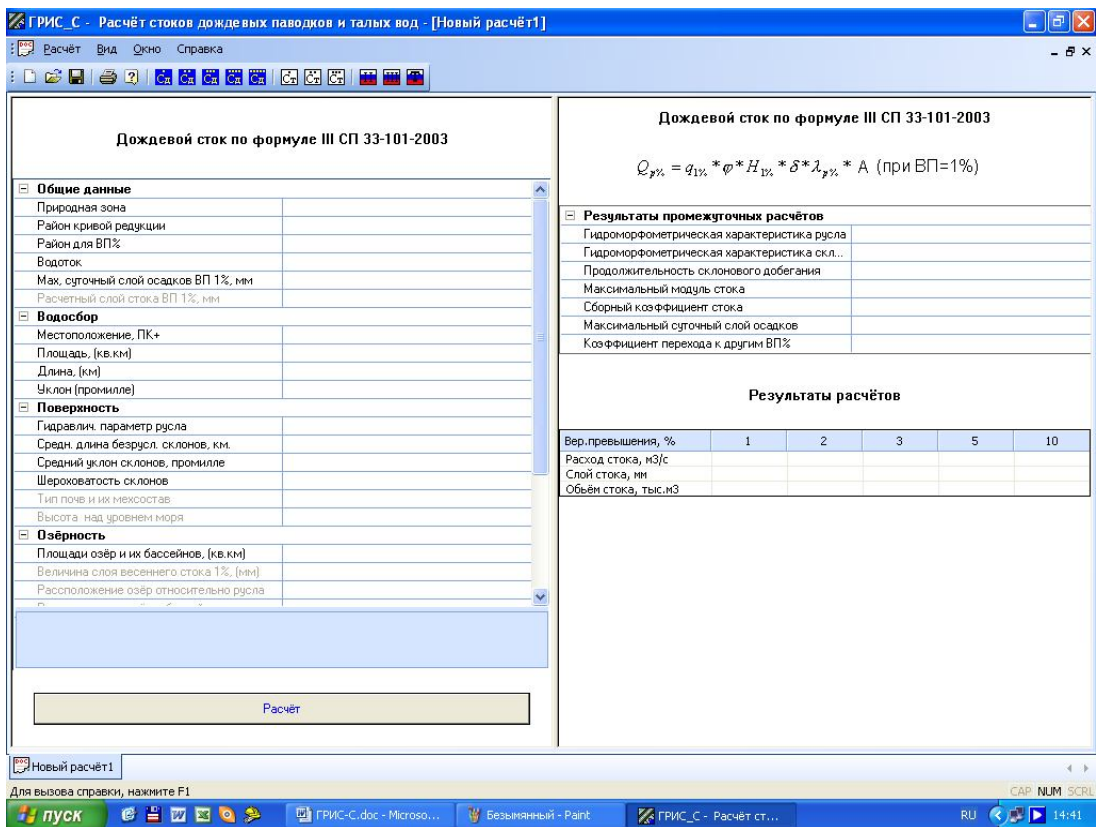 ГРИС_С - Расчёт стоков дождевых паводков и талых вод - [Новый расчёт1]
Расчёт Вид Окно Справка
Дождевой сток по формуле III СП 33-101-2003
Общие данные
Природная зона
Район кривой редукции
Район для ВП%
Водоток
Мах, суточный слой осадков ВП 1%, мм
Расчетный слой стока ВП 1%, мм
Водосбор
Местоположение, ПК+
Площадь, (кв.км)
Длина, (км)
Уклон (промилле)
Поверхность
Гидравлич. параметр русла
Средн. длина безрусл. склонов, км.
Средний уклон склонов, промилле
Шероховатость склонов
Тип почв и их мехсостав
Высота над уровнем моря
Озёрность
Площади озёр и их бассейнов, (кв.км)
Величина слоя весеннего стока 1%, (мм)
Рассположение озёр относительно русла
Расчёт
Дождевой сток по формуле III СП 33-101-2003
Q_{p%} = q_{1%} * φ * H_{1%} * δ * λ_{p%} * A (при ВП=1%)
Результаты промежуточных расчётов
Гидроморфометрическая характеристика русла
Гидроморфометрическая характеристика скл...
Продолжительность склонового добегания
Максимальный модуль стока
Сборный коэффициент стока
Максимальный суточный слой осадков
Коэффициент перехода к другим ВП%
Результаты расчётов
Вер.превышения, % 1 2 3 5 10
Расход стока, м3/с
Слой стока, мм
Обьём стока, тыс.м3
Новый расчёт1
Для вызова справки, нажмите F1 CAP NUM SCRL
пуск ГРИС-С.doc - Microso... Безымянный - Paint ГРИС_С - Расчёт ст... RU 14:41